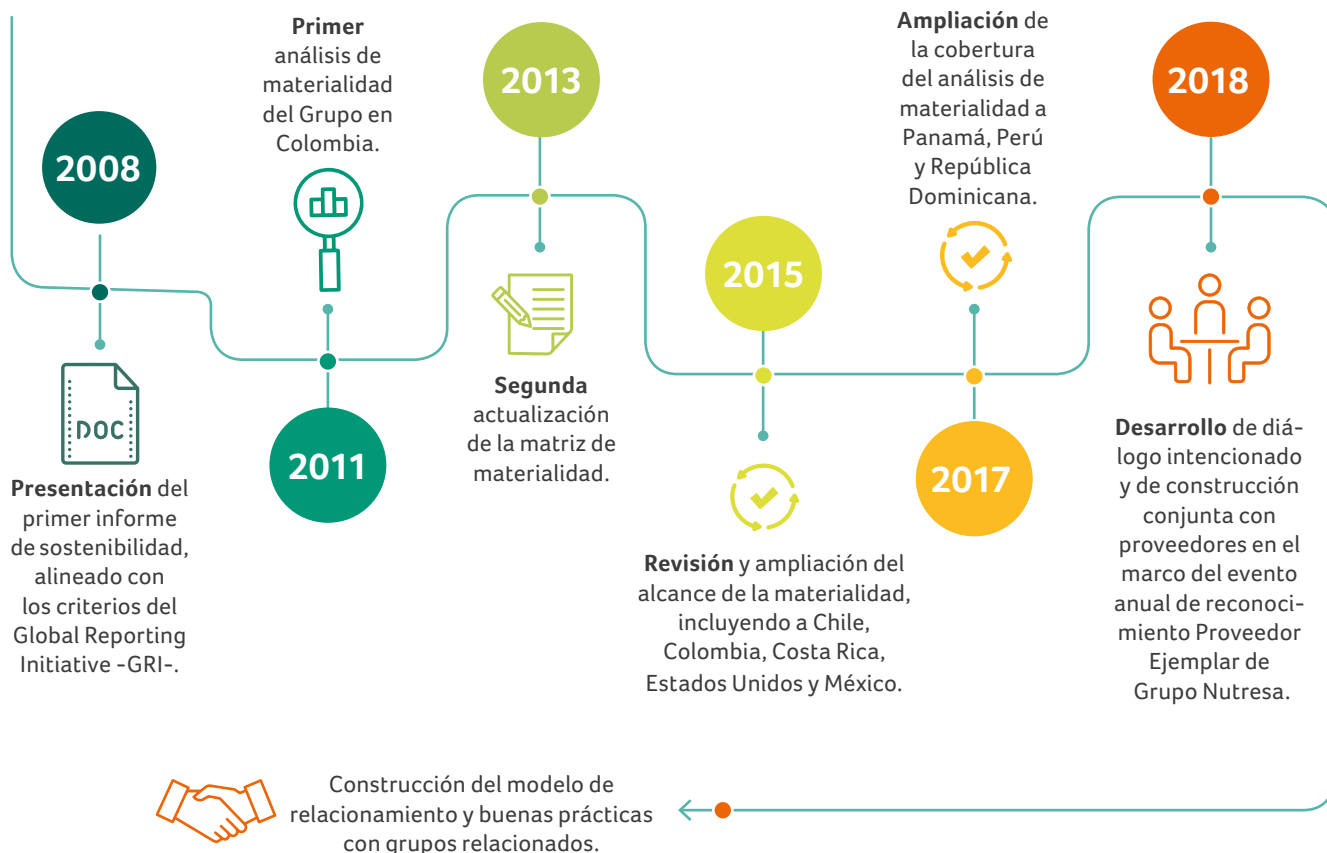 2008
DOC
Presentación del
primer informe
de sostenibilidad,
alineado con
los criterios del
Global Reporting
Initiative -GRI-.
Primer
análisis de
materialidad
del Grupo en
Colombia.
2011
2013
Segunda
actualización
de la matriz de
materialidad.
2015
Revisión y ampliación del
alcance de la materialidad,
incluyendo a Chile,
Colombia, Costa Rica,
Estados Unidos y México.
Ampliación de
la cobertura
del análisis de
materialidad a
Panamá, Perú
y República
Dominicana.
2017
2018
Desarrollo de diá-
logo intencionado
y de construcción
conjunta con
proveedores en el
marco del evento
anual de reconoci-
miento Proveedor
Ejemplar de
Grupo Nutresa.
Construcción del modelo de
relacionamiento y buenas prácticas
con grupos relacionados.